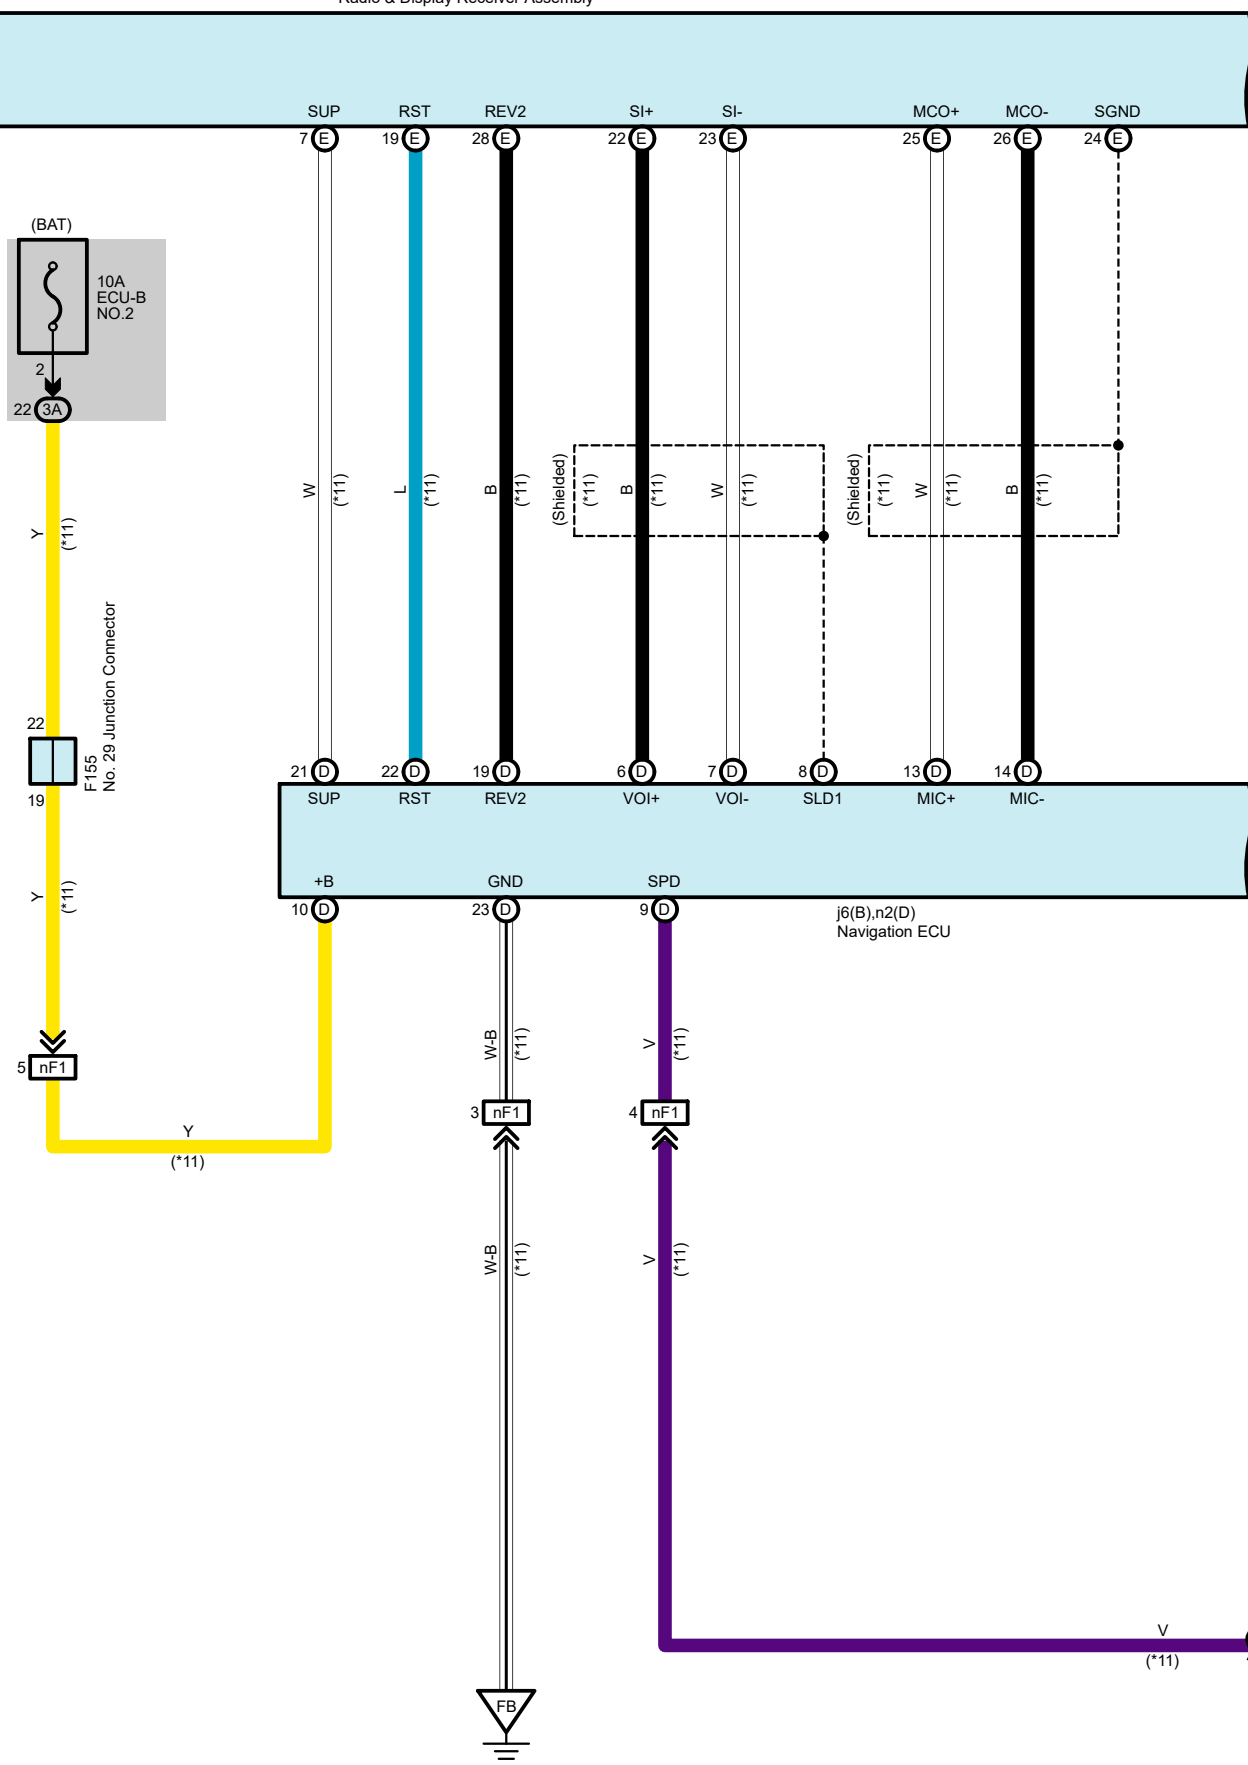 Radio & Display Receiver Assembly
SUP RST REV2 SI+ SI- MCO+ MCO- SGND
7 E 19 E 28 E 22 E 23 E 25 E 26 E 24 E
(BAT)
10A
ECU-B
NO.2
2
22 3A
Y (*11)
W (*11) L (*11) B (*11) (Shielded) (*11) B (*11) W (*11) (Shielded) (*11) W (*11) B (*11)
22
F155
No. 29 Junction Connector
19
21 D 22 D 19 D 6 D 7 D 8 D 13 D 14 D
SUP RST REV2 VOI+ VOI- SLD1 MIC+ MIC-
+B GND SPD
10 D 23 D 9 D
j6(B),n2(D)
Navigation ECU
Y (*11)
W-B (*11) V (*11)
5 nF1
3 nF1 4 nF1
Y
(*11)
W-B (*11) V (*11)
V
(*11)
FB